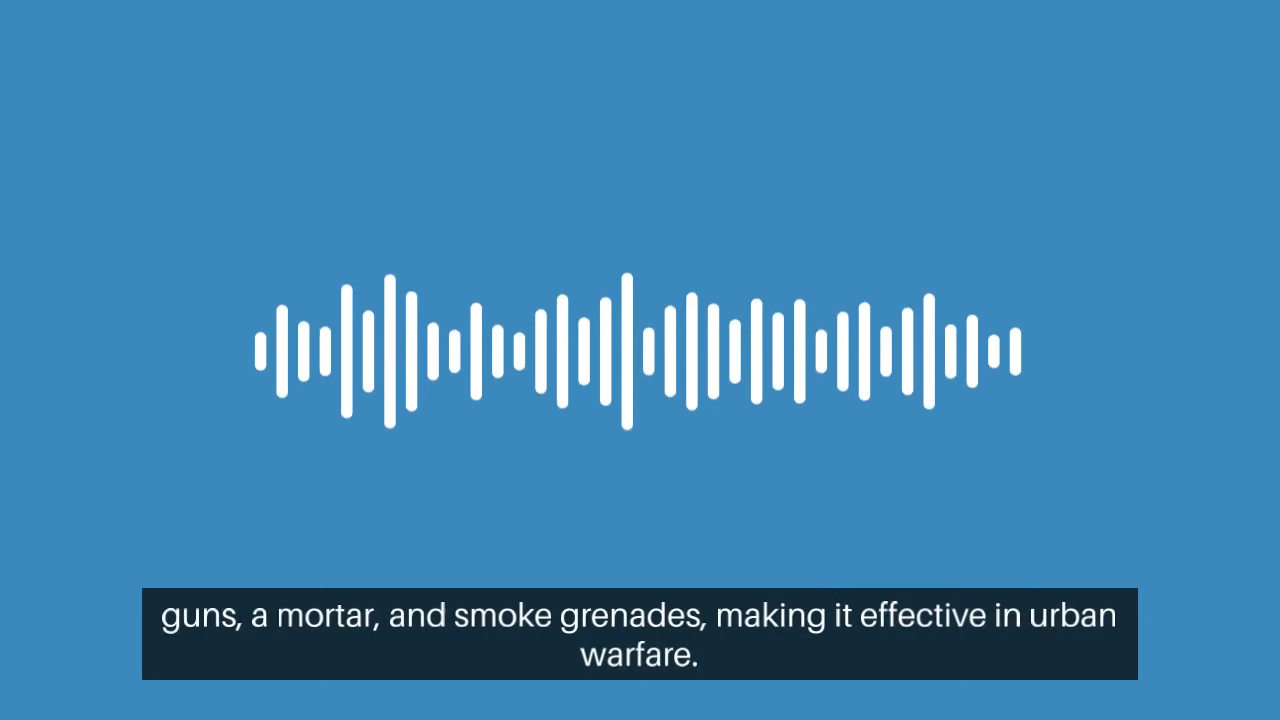 guns, a mortar, and smoke grenades, making it effective in urban
warfare.